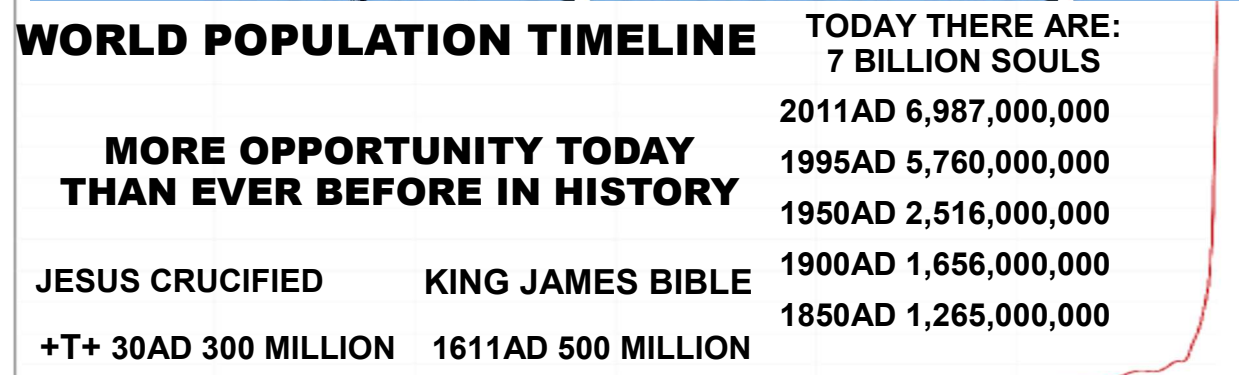 WORLD POPULATION TIMELINE
MORE OPPORTUNITY TODAY
THAN EVER BEFORE IN HISTORY
JESUS CRUCIFIED
+T+ 30AD 300 MILLION
KING JAMES BIBLE
1611AD 500 MILLION
TODAY THERE ARE:
7 BILLION SOULS
2011AD 6,987,000,000
1995AD 5,760,000,000
1950AD 2,516,000,000
1900AD 1,656,000,000
1850AD 1,265,000,000